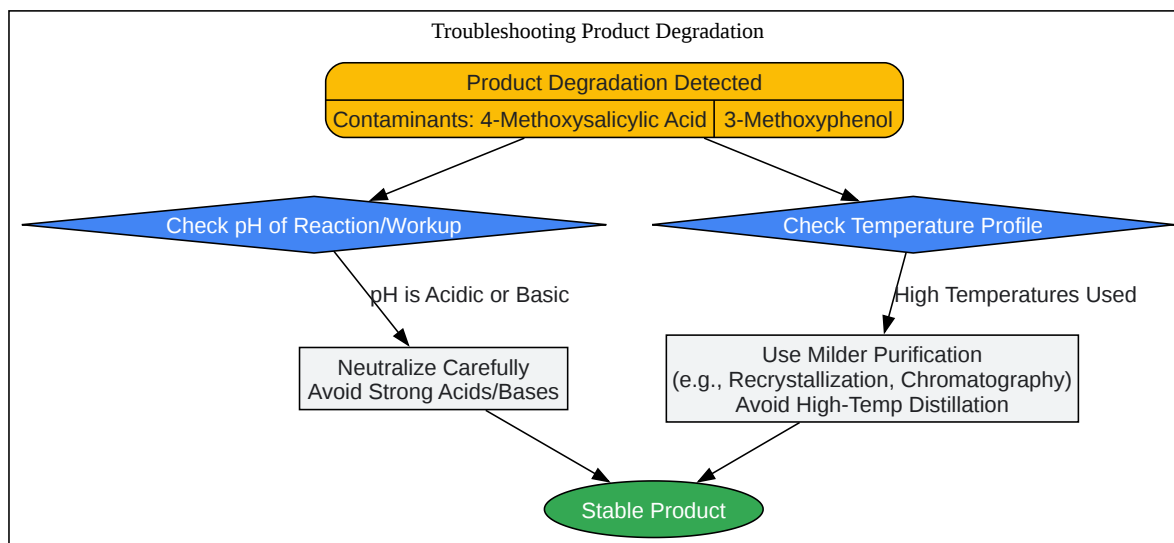 Troubleshooting Product Degradation
Product Degradation Detected
Contaminants: 4-Methoxysalicylic Acid
3-Methoxyphenol
Check pH of Reaction/Workup
Check Temperature Profile
pH is Acidic or Basic
High Temperatures Used
Neutralize Carefully
Avoid Strong Acids/Bases
Use Milder Purification
(e.g., Recrystallization, Chromatography)
Avoid High-Temp Distillation
Stable Product